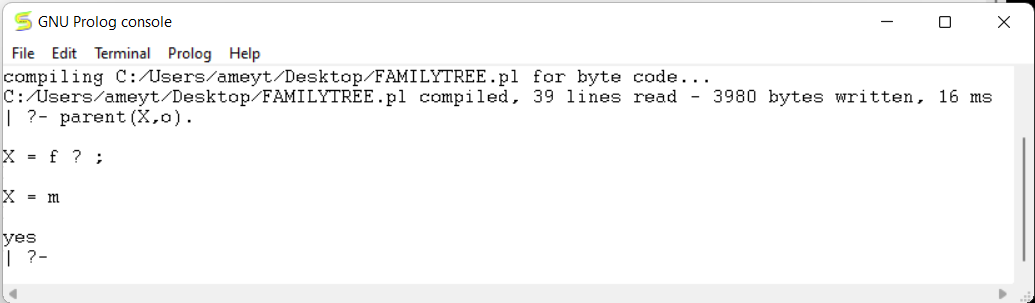 GNU Prolog console
File Edit Terminal Prolog Help
compiling C:/Users/ameyt/Desktop/FAMILYTREE.pl for byte code...
C:/Users/ameyt/Desktop/FAMILYTREE.pl compiled, 39 lines read - 3980 bytes written, 16 ms
| ?- parent(X,o).
X = f ? ;
X = m
yes
| ?-